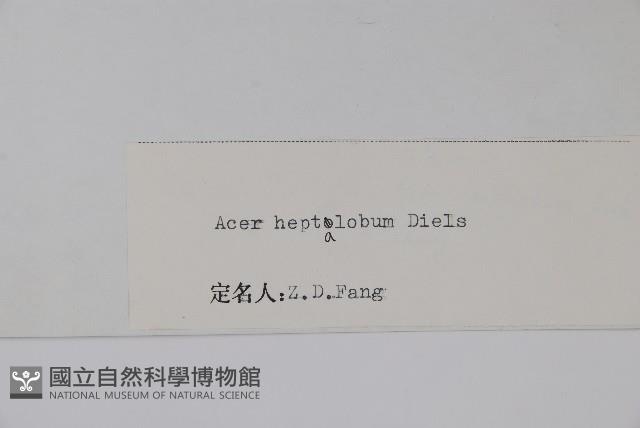 Acer heptalobum Diels
定名人:Z.D.Fang
國立自然科學博物館
NATIONAL MUSEUM OF NATURAL SCIENCE